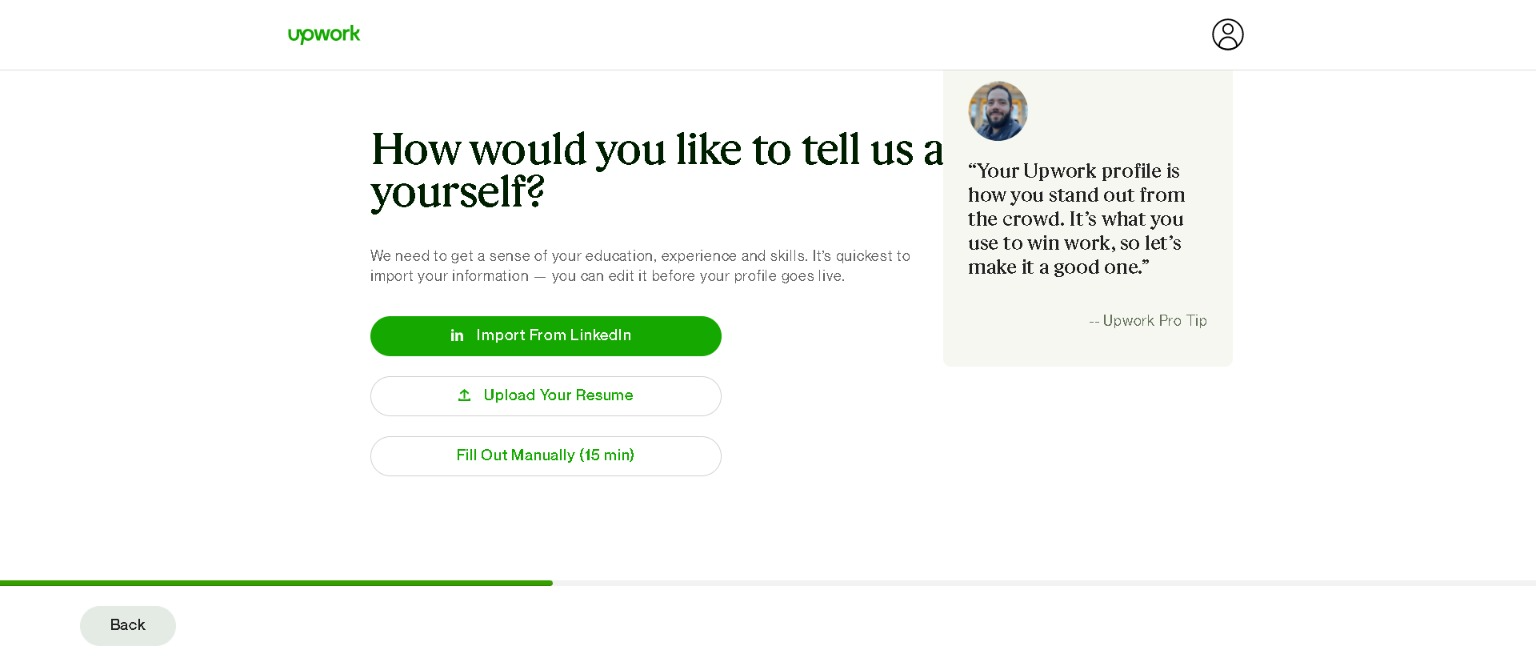 upwork
How would you like to tell us a
yourself?
We need to get a sense of your education, experience and skills. It's quickest to
import your information — you can edit it before your profile goes live.
in Import From LinkedIn
Upload Your Resume
Fill Out Manually (15 min)
“Your Upwork profile is
how you stand out from
the crowd. It’s what you
use to win work, so let’s
make it a good one.”
-- Upwork Pro Tip
Back